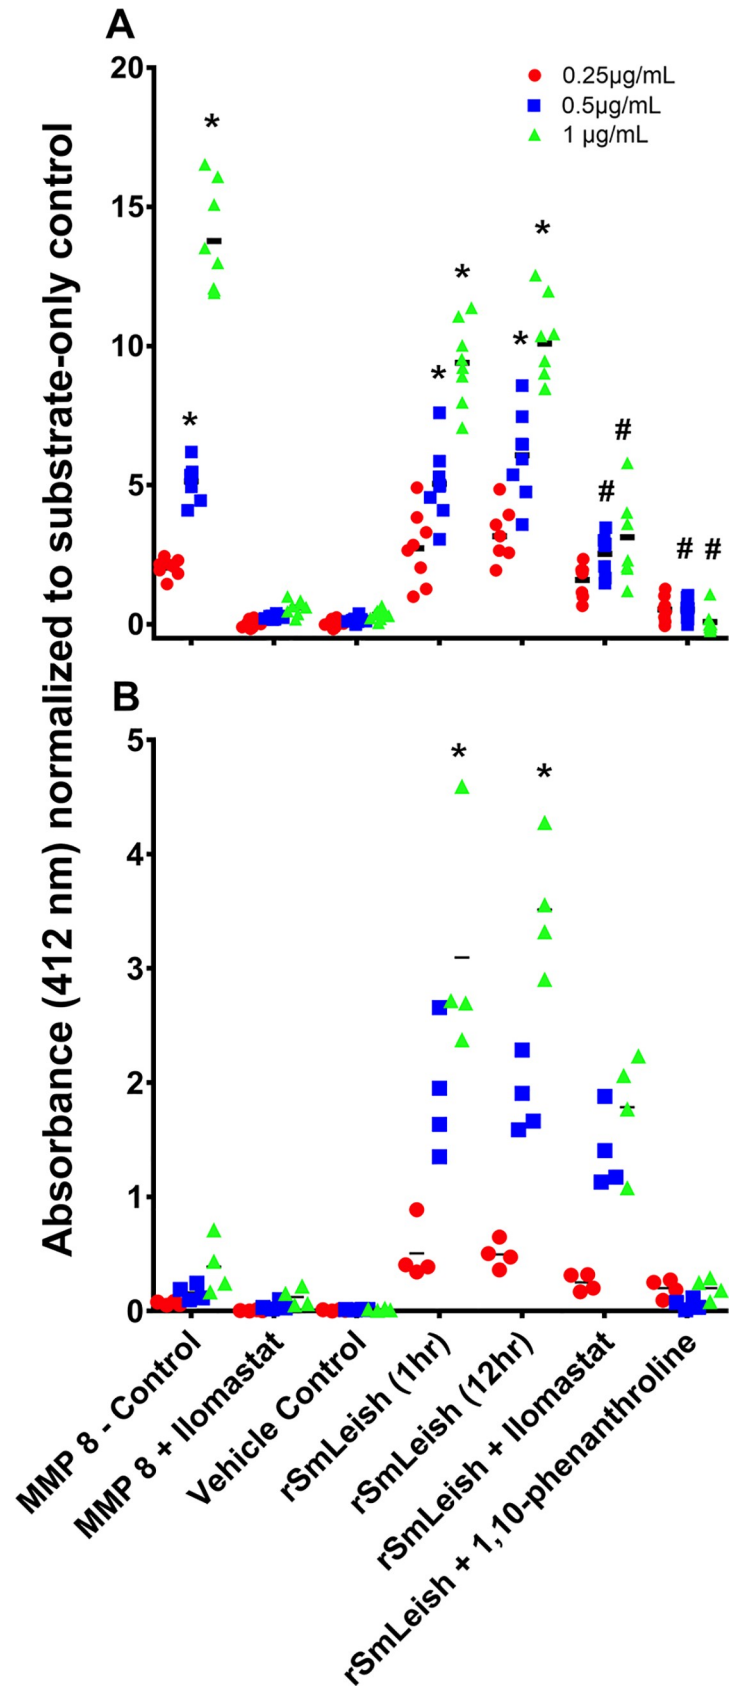 A
20
15
10
5
0
0.25µg/mL
0.5µg/mL
1 µg/mL
*
*
*
*
*
*
#
#
# #
Absorbance (412 nm) normalized to substrate-only control
B
5
4
3
2
1
0
*
*
MMP 8 - Control
MMP 8 + Ilomastat
Vehicle Control
rSmLeish (1hr)
rSmLeish (12hr)
rSmLeish + Ilomastat
rSmLeish + 1,10-phenanthroline